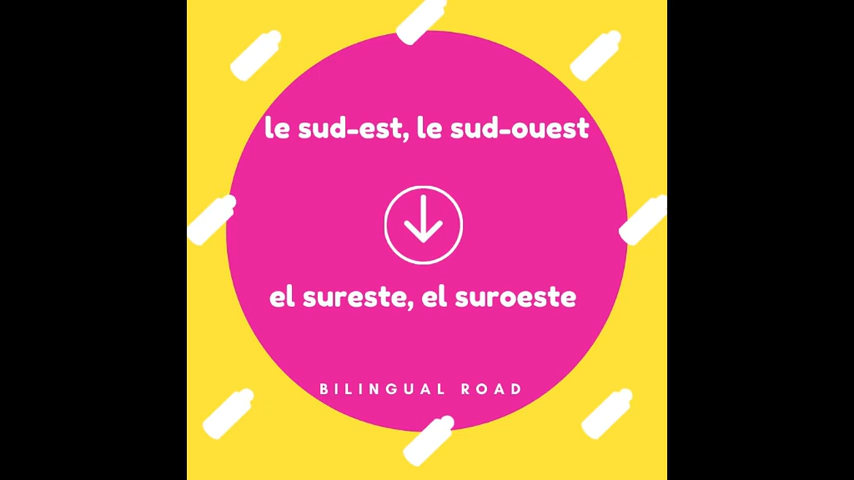 le sud-est, le sud-ouest
el sureste, el suroeste
BILINGUAL ROAD